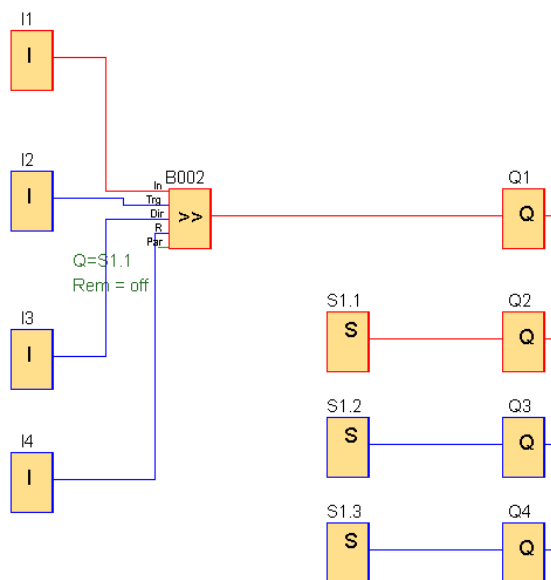 I1
I
I2
I
B002
In
Trg
Dir
R
Par
>>
Q=S1.1
Rem = off
Q1
Q
I3
I
S1.1
S
Q2
Q
S1.2
S
Q3
Q
I4
I
S1.3
S
Q4
Q